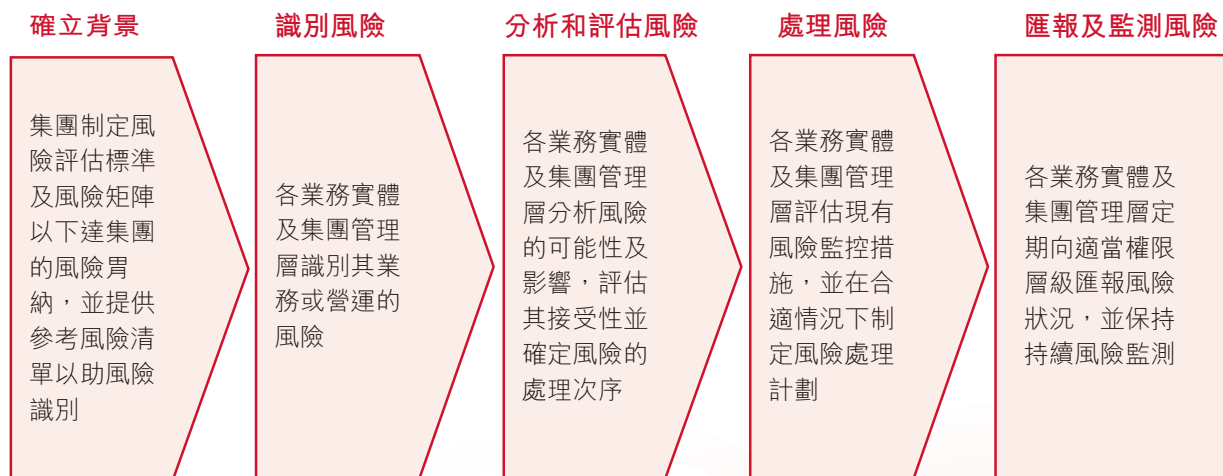 確立背景
集團制定風
險評估標準
及風險矩陣
以下達集團
的風險胃
納，並提供
參考風險清
單以助風險
識別
識別風險
各業務實體
及集團管理
層識別其業
務或營運的
風險
分析和評估風險
各業務實體
及集團管理
層分析風險
的可能性及
影響，評估
其接受性並
確定風險的
處理次序
處理風險
各業務實體
及集團管理
層評估現有
風險監控措
施，並在合
適情況下制
定風險處理
計劃
匯報及監測風險
各業務實體及
集團管理層定
期向適當權限
層級匯報風險
狀況，並保持
持續風險監測